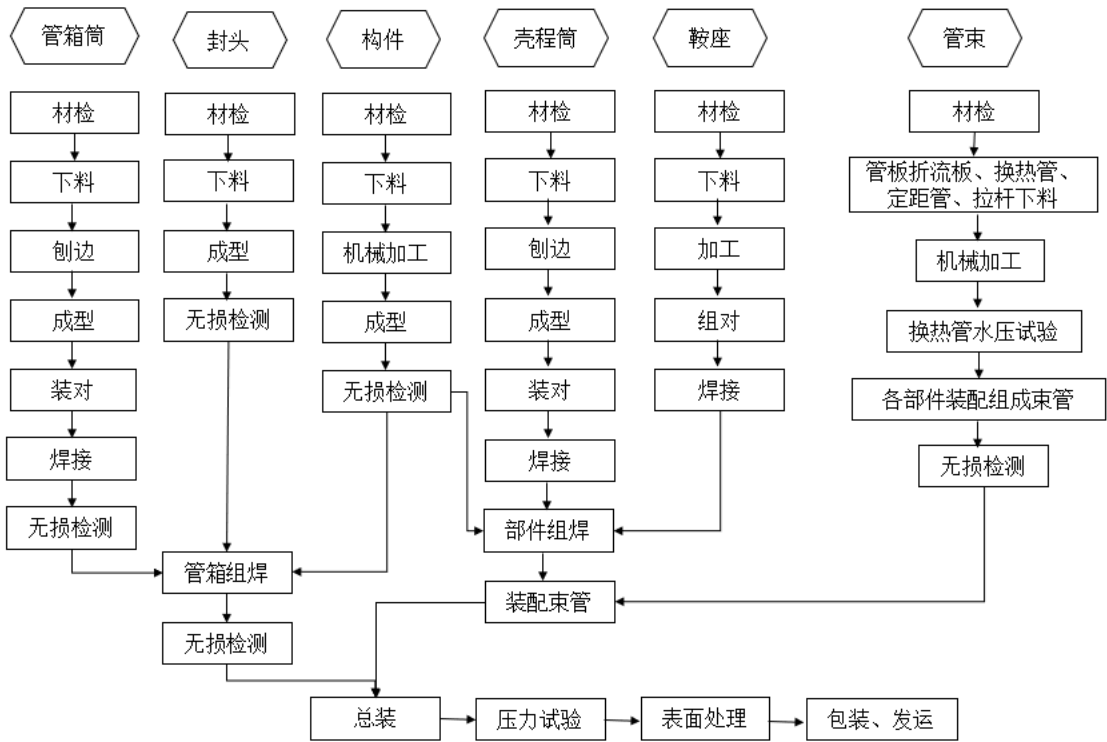 管箱筒
封头
构件
壳程筒
鞍座
管束
材检
材检
材检
材检
材检
材检
下料
下料
下料
下料
下料
管板折流板、换热管、
定距管、拉杆下料
刨边
成型
机械加工
刨边
加工
机械加工
成型
无损检测
成型
成型
组对
换热管水压试验
装对
无损检测
装对
焊接
各部件装配组成束管
焊接
焊接
无损检测
无损检测
部件组焊
管箱组焊
装配束管
无损检测
总装
压力试验
表面处理
包装、发运